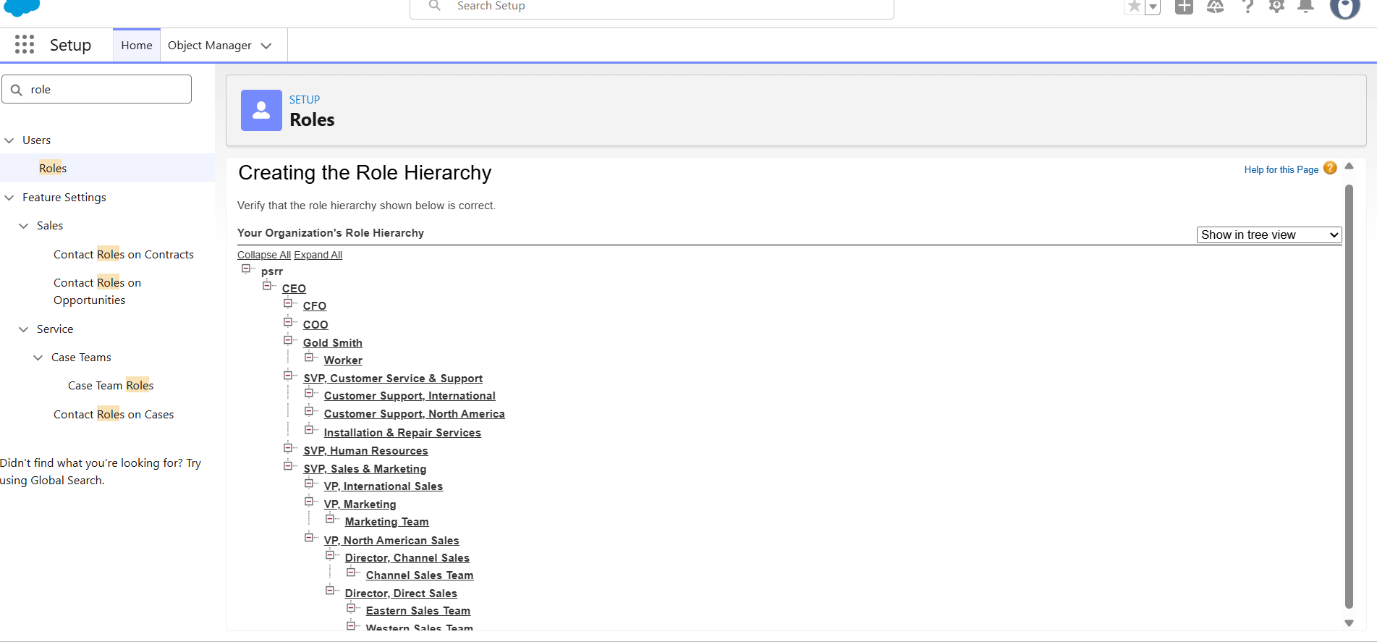 Search Setup
Setup
Home
Object Manager
role
Users
Roles
Feature Settings
Sales
Contact Roles on Contracts
Contact Roles on
Opportunities
Service
Case Teams
Case Team Roles
Contact Roles on Cases
Didn't find what you're looking for? Try
using Global Search.
SETUP
Roles
Creating the Role Hierarchy
Help for this Page ?
Verify that the role hierarchy shown below is correct.
Your Organization's Role Hierarchy
Show in tree view
Collapse All Expand All
psrr
CEO
CFO
COO
Gold Smith
Worker
SVP, Customer Service & Support
Customer Support, International
Customer Support, North America
Installation & Repair Services
SVP, Human Resources
SVP, Sales & Marketing
VP, International Sales
VP, Marketing
Marketing Team
VP, North American Sales
Director, Channel Sales
Channel Sales Team
Director, Direct Sales
Eastern Sales Team
Western Sales Team